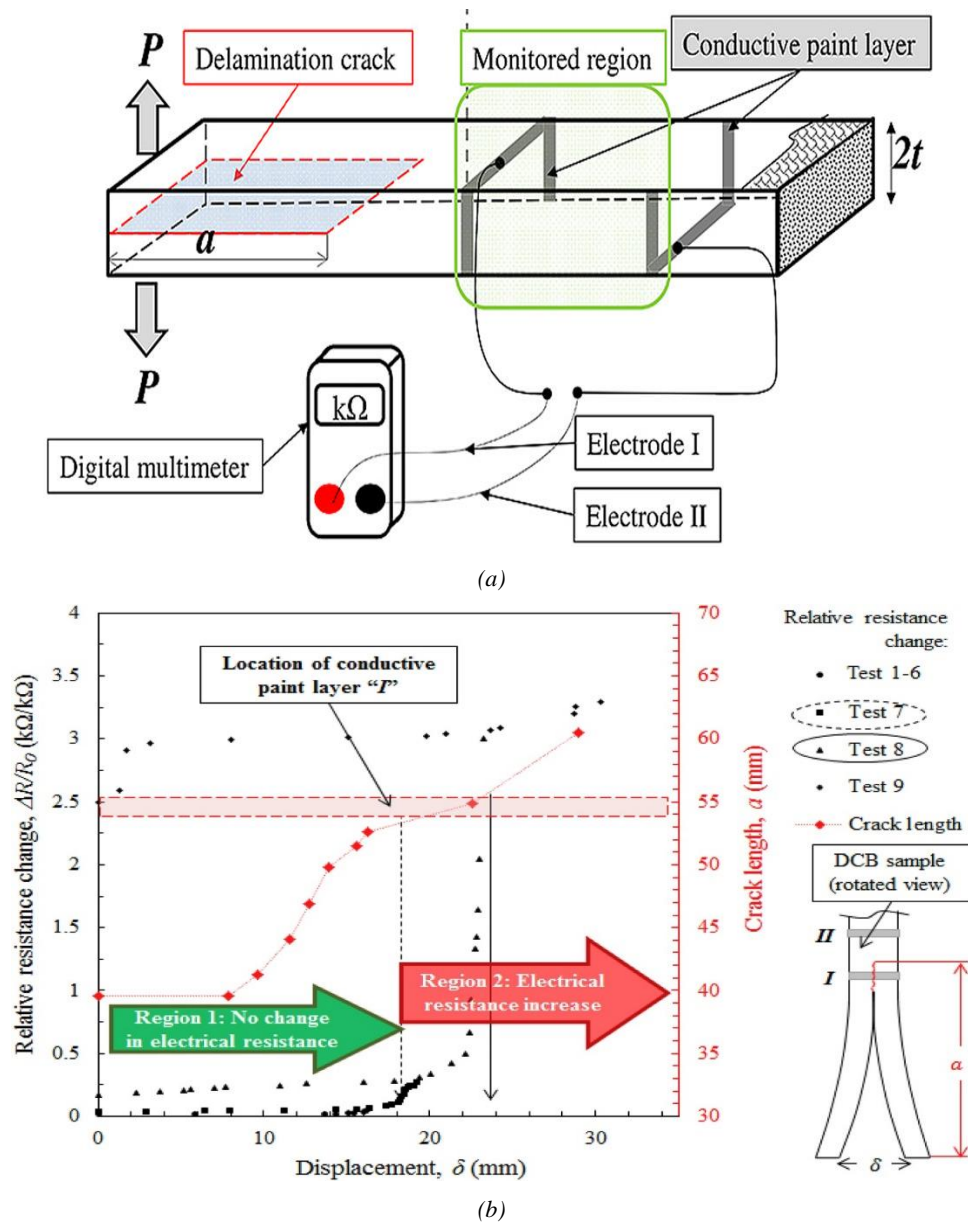 P
Delamination crack
Monitored region
Conductive paint layer
2t
a
P
kΩ
Digital multimeter
Electrode I
Electrode II
(a)
Relative resistance change, ΔR/R0 (kΩ/kΩ)
4
3.5
3
2.5
2
1.5
1
0.5
0
0
10
20
30
Displacement, δ (mm)
70
65
60
55
50
45
40
35
30
Crack length, a (mm)
Location of conductive
paint layer “I”
Region 1: No change
in electrical resistance
Region 2: Electrical
resistance increase
Relative resistance
change:
Test 1-6
Test 7
Test 8
Test 9
Crack length
DCB sample
(rotated view)
II
I
a
δ
(b)